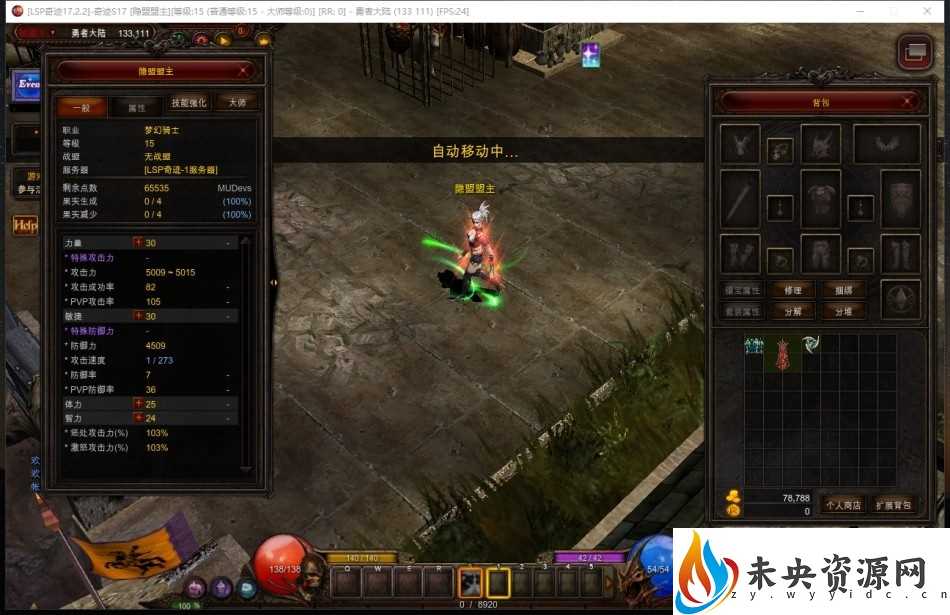 [LSP奇迹17.2.2]-奇迹S17 [隐盟盟主][等级:15 (普通等级:15 - 大师等级:0)] [RR: 0] - 勇者大陆 (133 111) [FPS:24]
勇者大陆 133,111
隐盟盟主
一般 属性 技能强化 大师
职业 梦幻骑士
等级 15
战盟 无战盟
服务器 [LSP奇迹-1服务器]
剩余点数 65535 MUDevs
果实生成 0 / 4 (100%)
果实减少 0 / 4 (100%)
力量 30 -
* 特殊攻击力 -
* 攻击力 5009 ~ 5015
* 攻击成功率 82 -
* PVP攻击率 105 -
敏捷 30 -
* 特殊防御力 -
* 防御力 4509
* 攻击速度 1 / 273
* 防御率 7 -
* PVP防御率 36 -
体力 25 -
智力 24 -
* 惩处攻击力(%) 103%
* 激怒攻击力(%) 103%
Help
自动移动中...
隐盟盟主
背包
修理 捆绑
分解 分堆
78,788
0
个人商店 扩展背包
140 / 140
42 / 42
138/138
54/54
Q W E R
2 3 4 5
0 / 8920
100 %
未央资源网
zy.wyyidc.cn